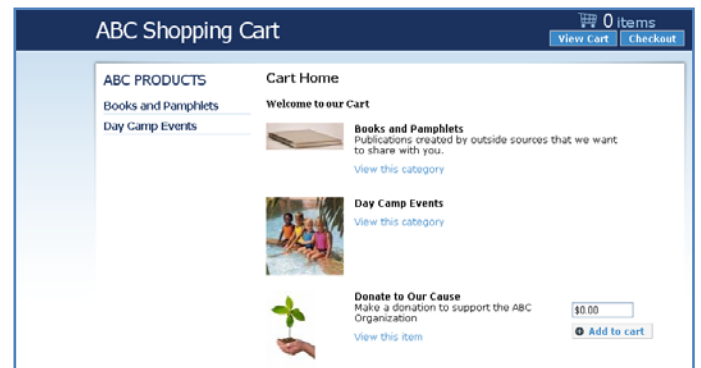 ABC Shopping Cart
0 items
View Cart
Checkout
ABC PRODUCTS
Books and Pamphlets
Day Camp Events
Cart Home
Welcome to our Cart
Books and Pamphlets
Publications created by outside sources that we want
to share with you.
View this category
Day Camp Events
View this category
Donate to Our Cause
Make a donation to support the ABC
Organization
View this item
$0.00
Add to cart